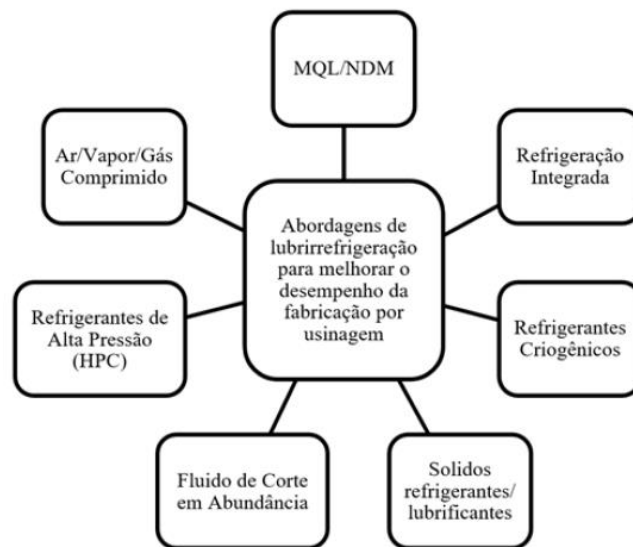 MQL/NDM
Ar/Vapor/Gás
Comprimido
Refrigeração
Integrada
Abordagens de
lubrirrefrigeração
para melhorar o
desempenho da
fabricação por
usinagem
Refrigerantes de
Alta Pressão
(HPC)
Refrigerantes
Criogênicos
Fluido de Corte
em Abundância
Solidos
refrigerantes/
lubrificantes